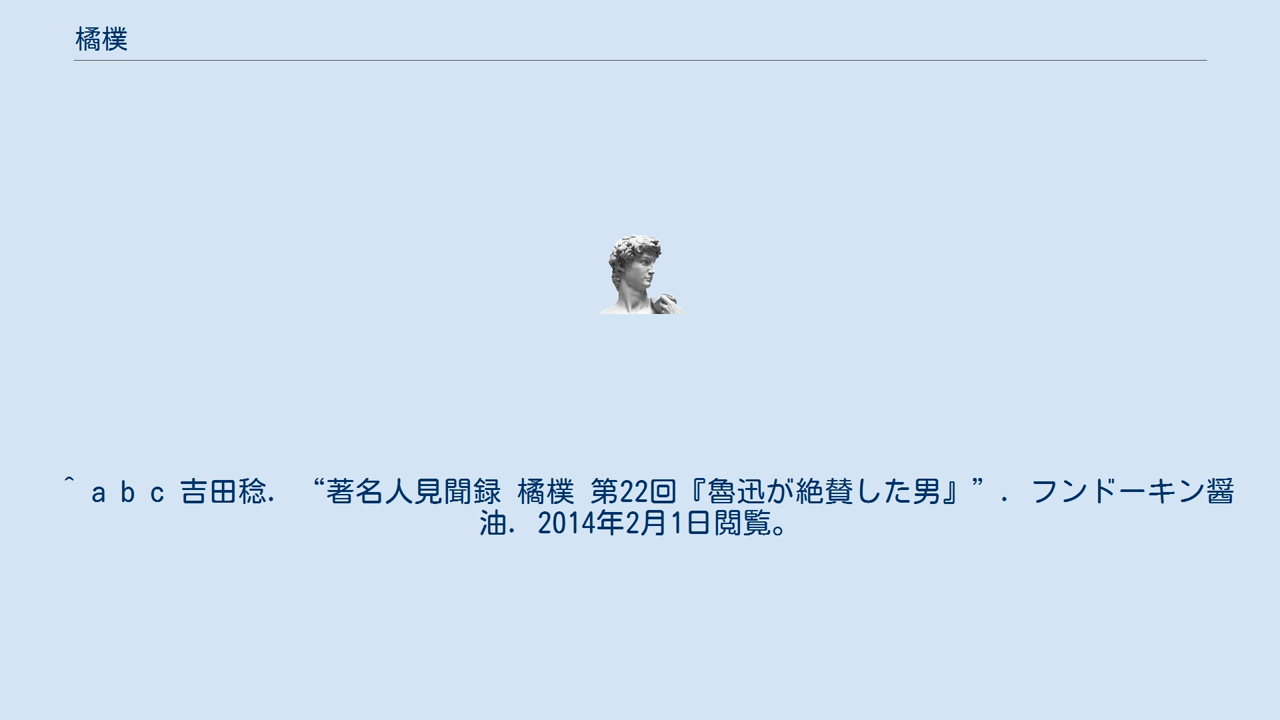 橘樸
^ a b c 吉田稔. “著名人見聞録 橘樸 第22回『魯迅が絶賛した男』”. フンドーキン醤
油. 2014年2月1日閲覧。